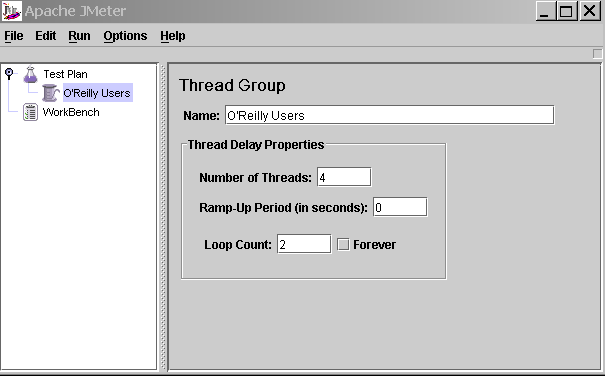 Apache JMeter
File Edit Run Options Help
Test Plan
O'Reilly Users
WorkBench
Thread Group
Name: O'Reilly Users
Thread Delay Properties
Number of Threads: 4
Ramp-Up Period (in seconds): 0
Loop Count: 2 Forever